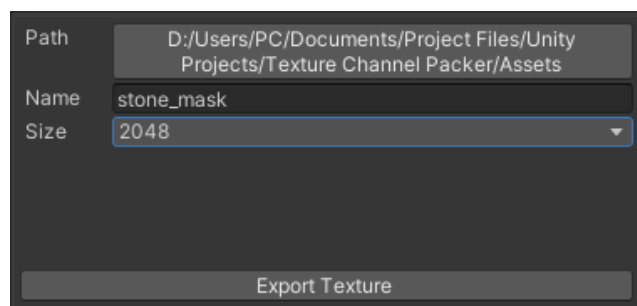 Path
D:/Users/PC/Documents/Project Files/Unity
Projects/Texture Channel Packer/Assets
Name
stone_mask
Size
2048
Export Texture